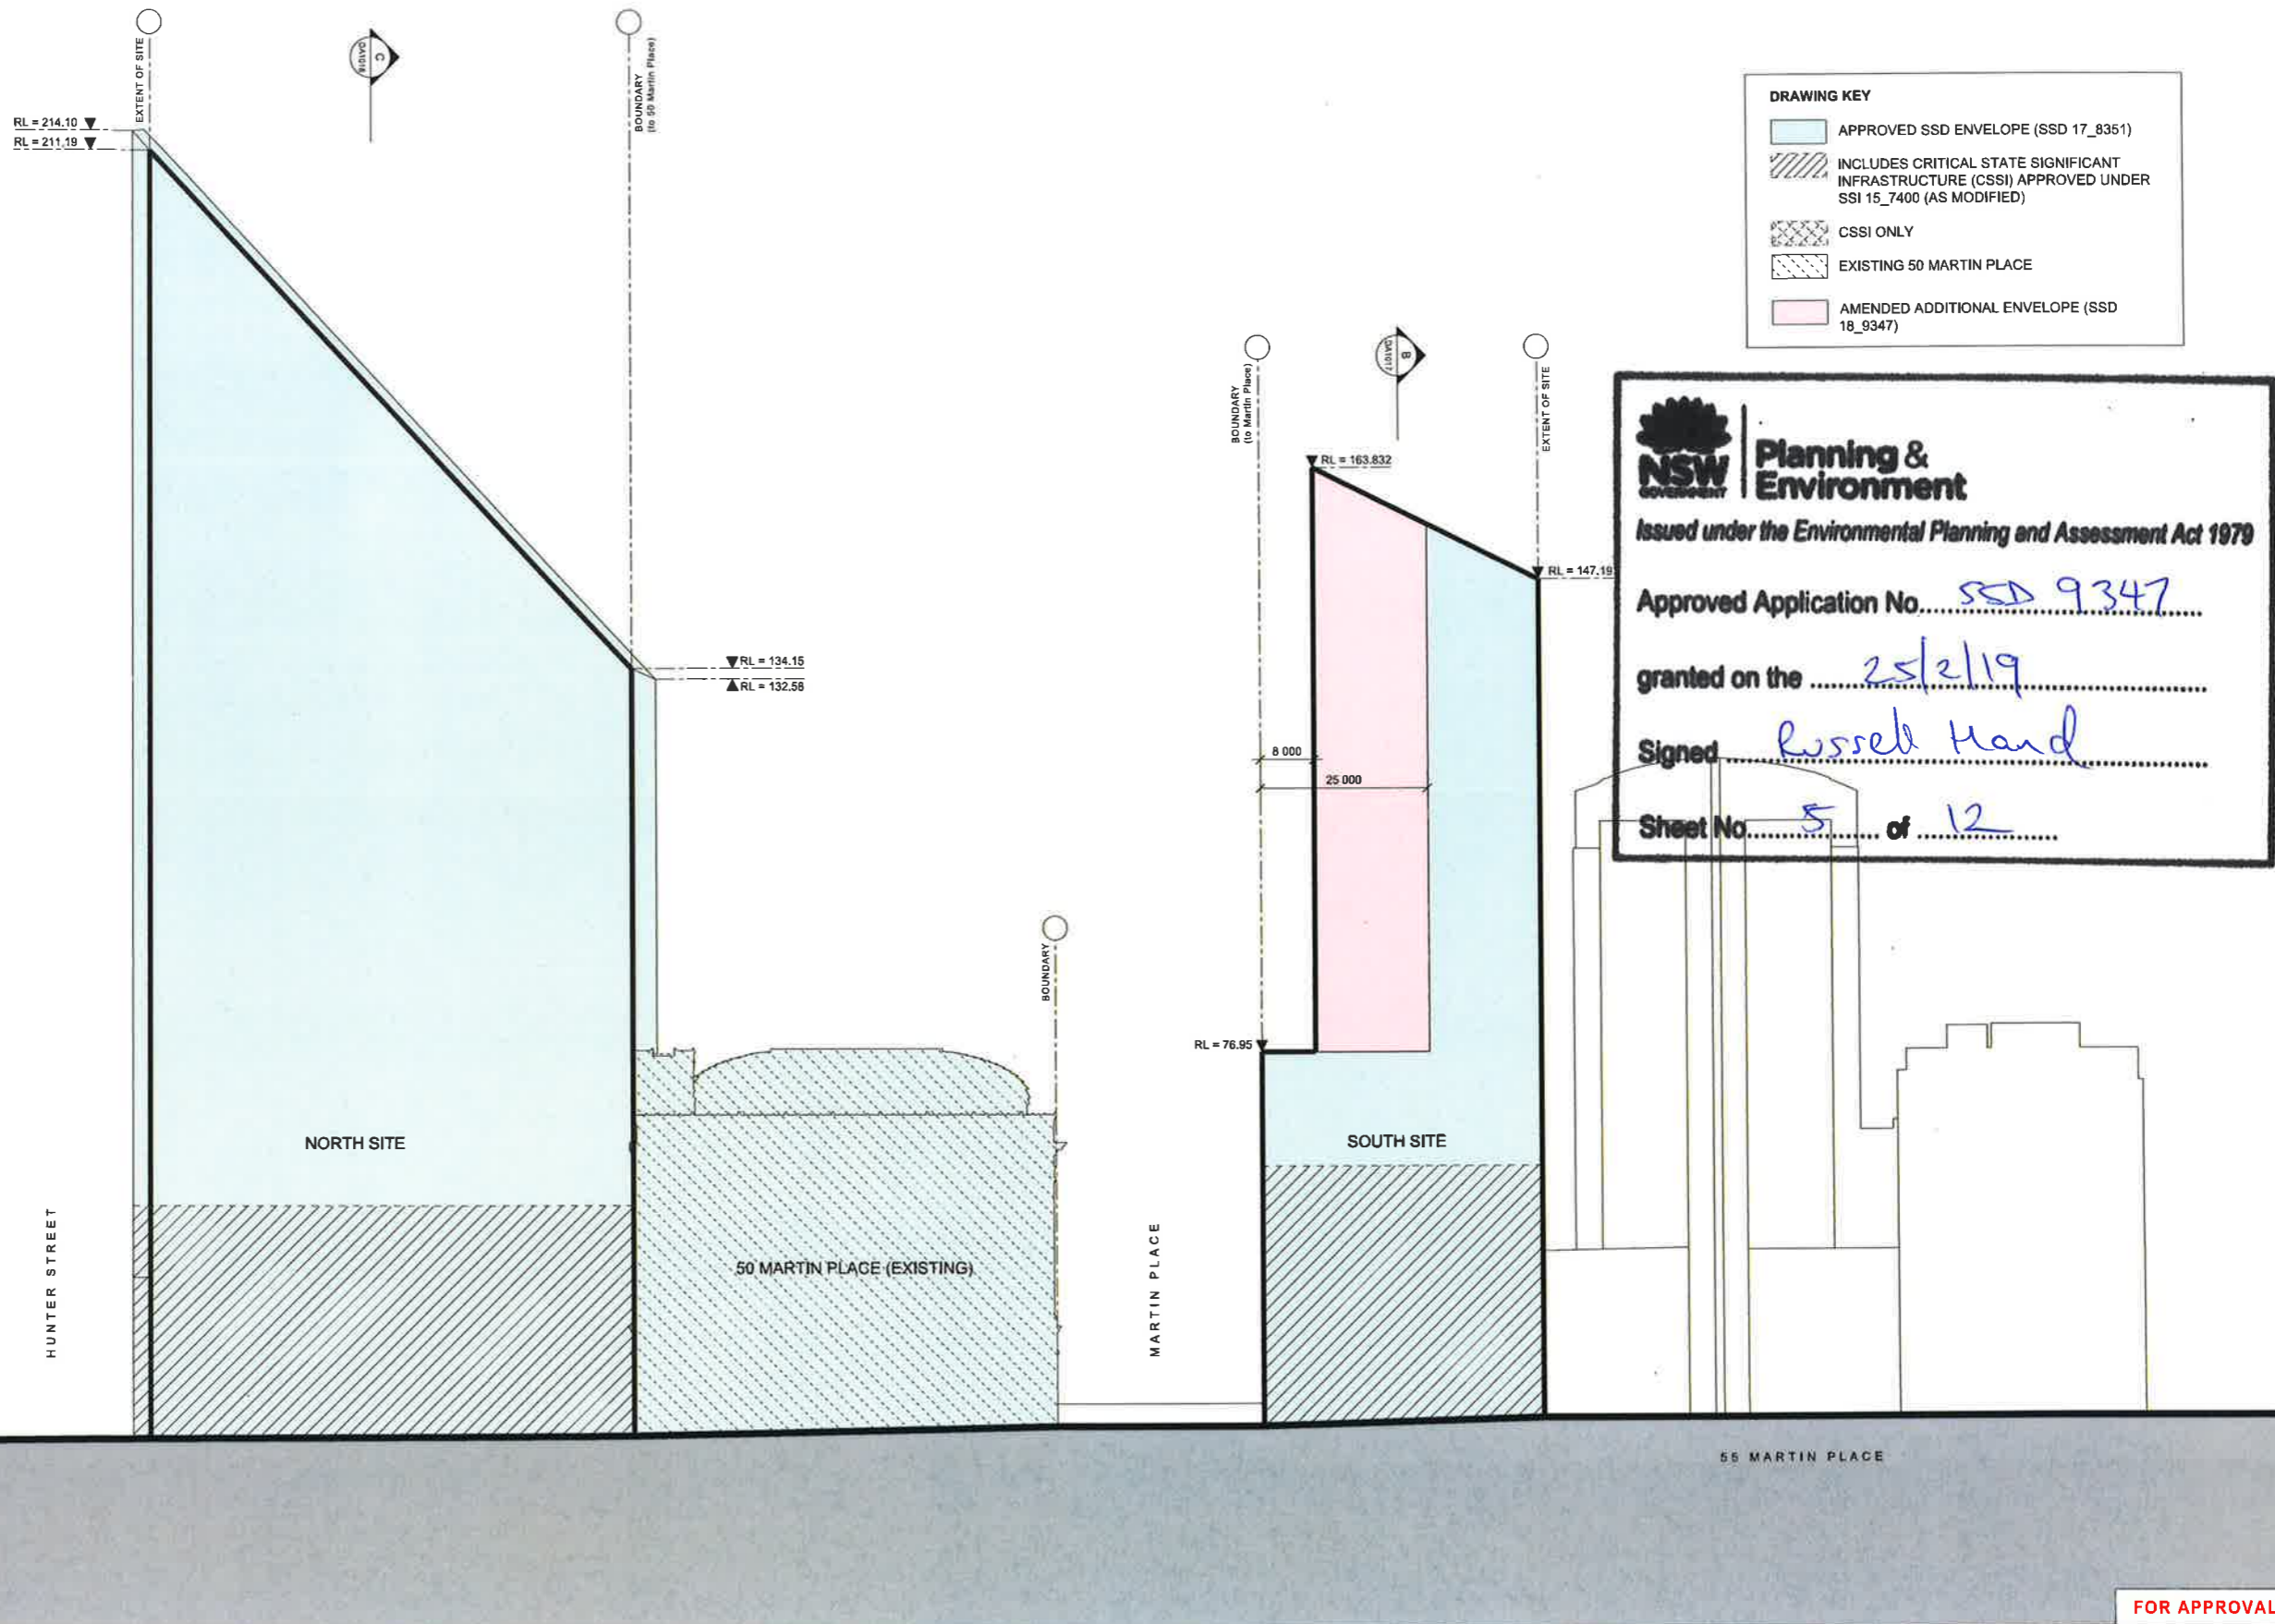 EXTENT OF SITE
C
DA1018
BOUNDARY
(to 50 Martin Place)
RL = 214.10
RL = 211.19
DRAWING KEY
APPROVED SSD ENVELOPE (SSD 17_8351)
INCLUDES CRITICAL STATE SIGNIFICANT
INFRASTRUCTURE (CSSI) APPROVED UNDER
SSI 15_7400 (AS MODIFIED)
CSSI ONLY
EXISTING 50 MARTIN PLACE
AMENDED ADDITIONAL ENVELOPE (SSD
18_9347)
BOUNDARY
(to Martin Place)
B
DA1017
EXTENT OF SITE
RL = 163.832
RL = 147.19
NSW
GOVERNMENT
Planning &
Environment
Issued under the Environmental Planning and Assessment Act 1979
Approved Application No. SSD 9347
granted on the 25/2/19
Signed Russell Hand
Sheet No. 5 of 12
RL = 134.15
RL = 132.58
8 000
25 000
BOUNDARY
RL = 76.95
NORTH SITE
SOUTH SITE
HUNTER STREET
50 MARTIN PLACE (EXISTING)
MARTIN PLACE
55 MARTIN PLACE
FOR APPROVAL